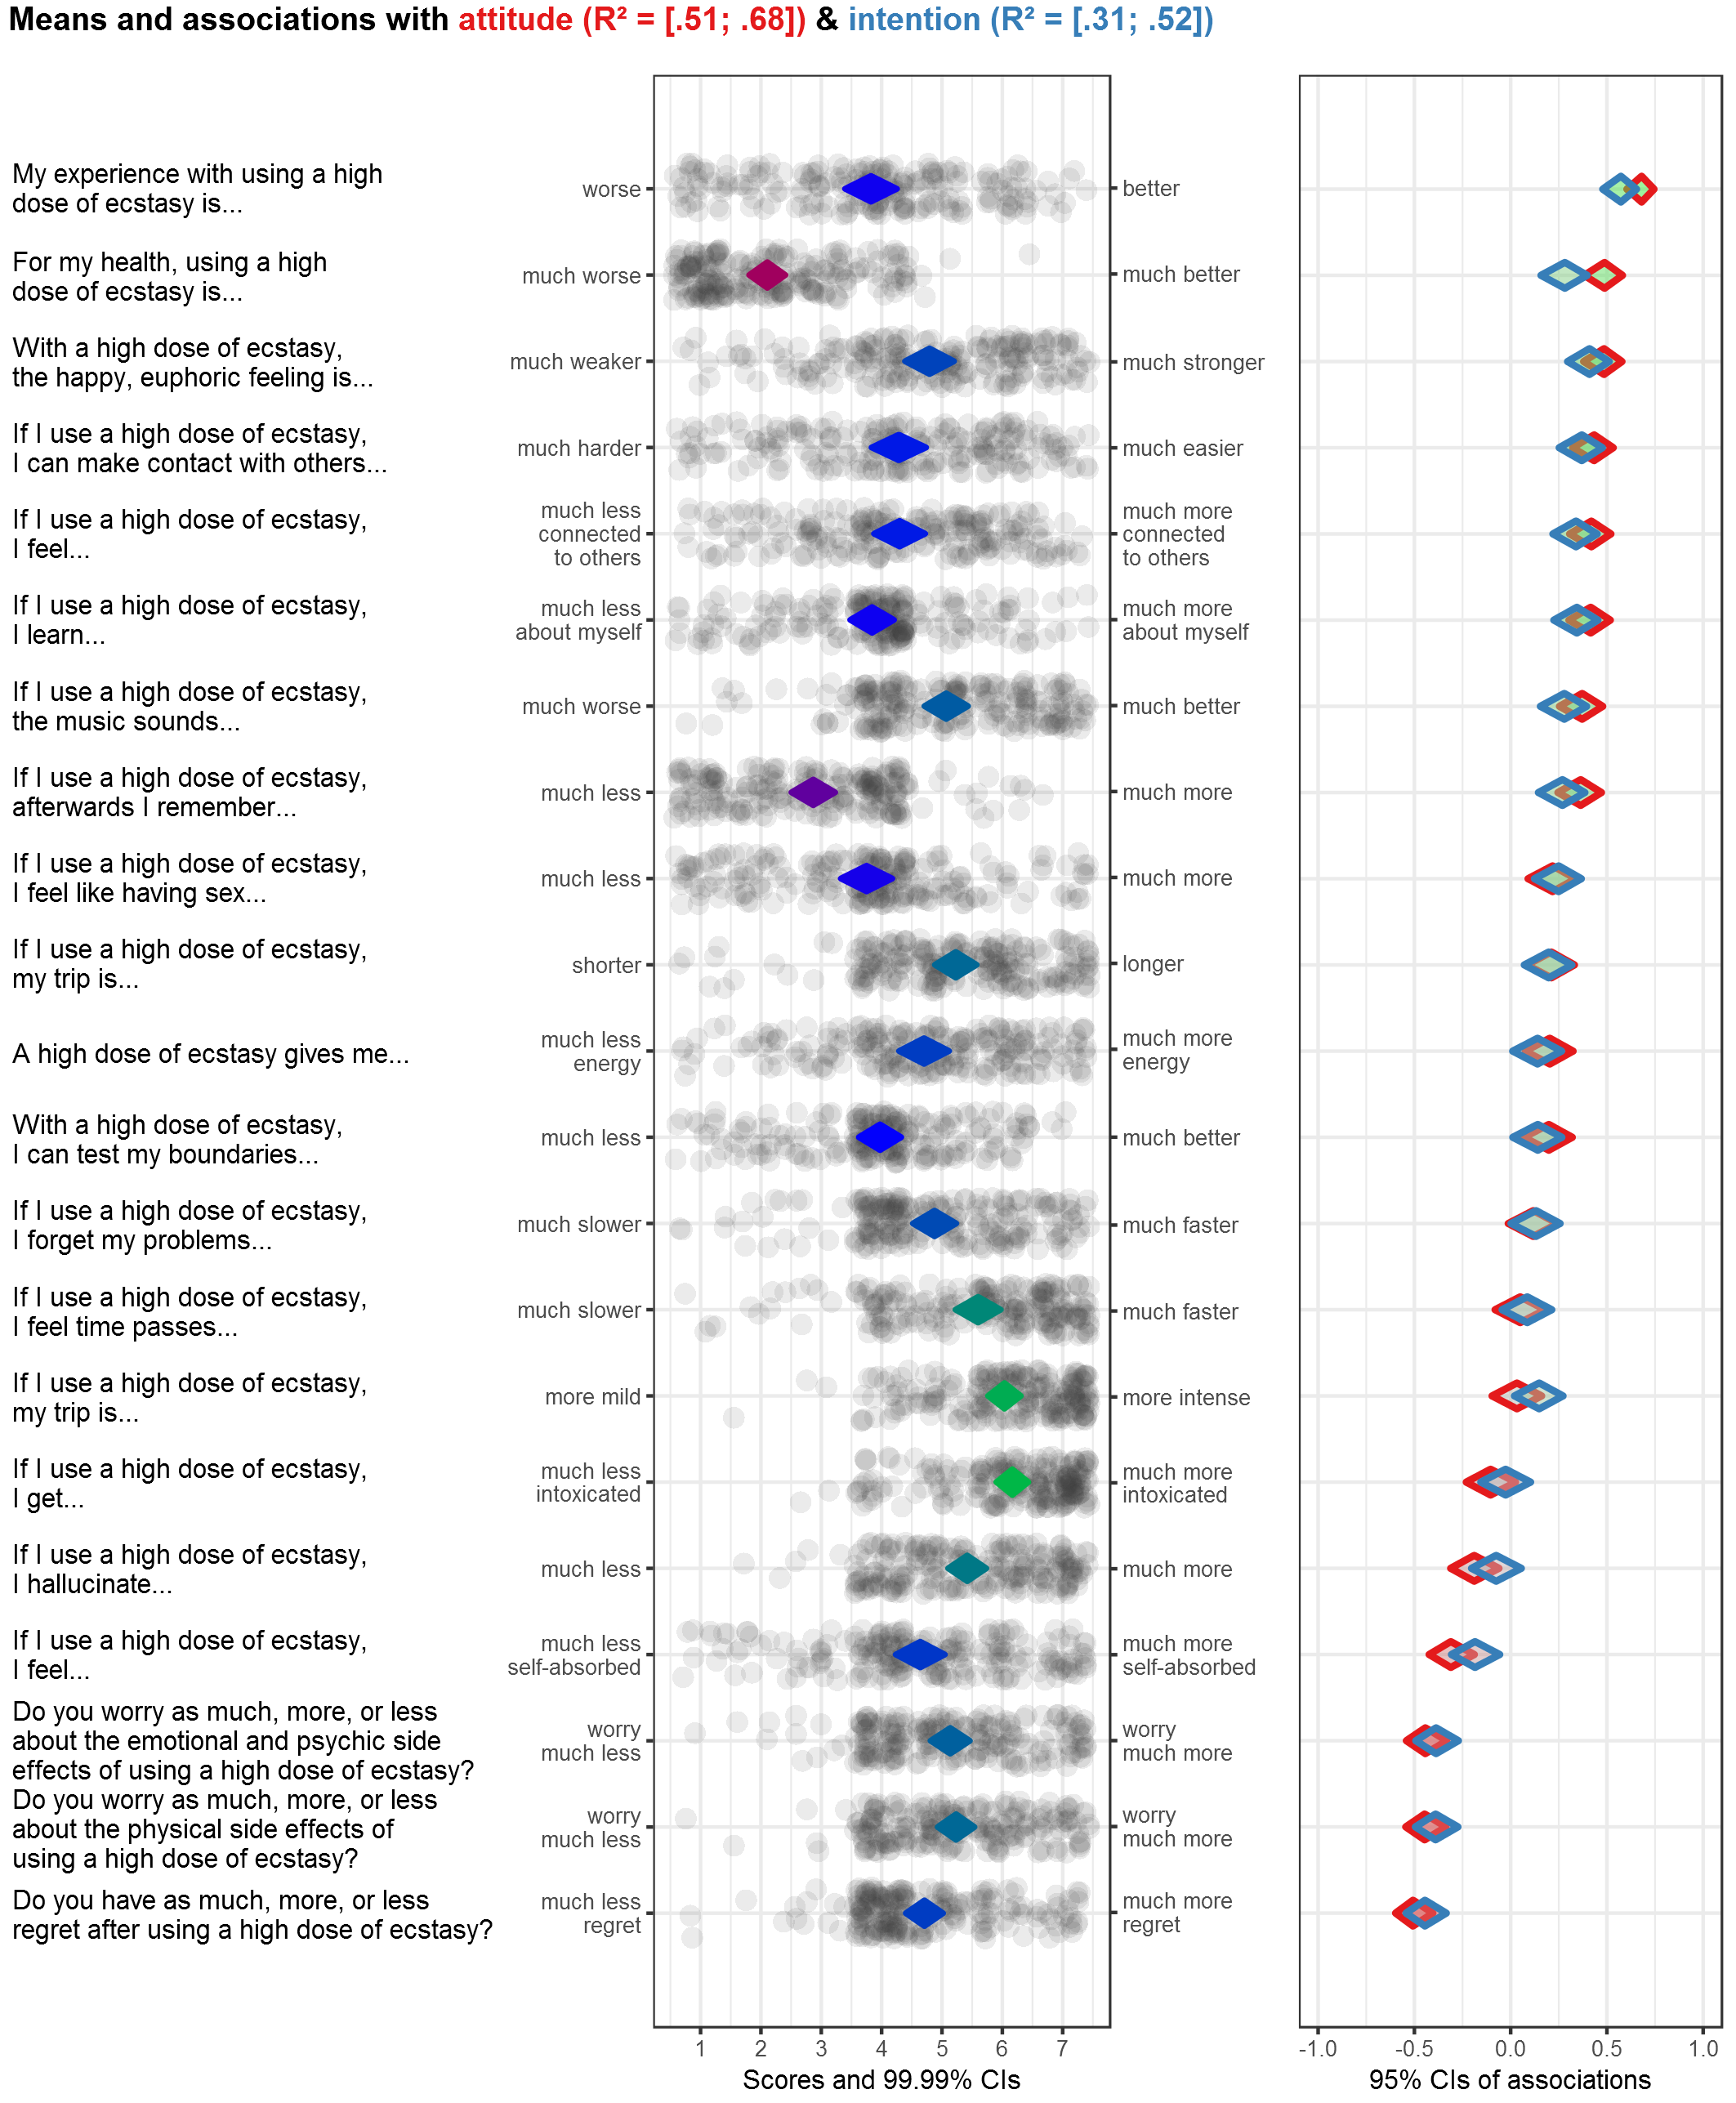 Means and associations with attitude (R² = [.51; .68]) & intention (R² = [.31; .52])
My experience with using a high
dose of ecstasy is...
worse
better
For my health, using a high
dose of ecstasy is...
much worse
much better
With a high dose of ecstasy,
the happy, euphoric feeling is...
much weaker
much stronger
If I use a high dose of ecstasy,
I can make contact with others...
much harder
much easier
If I use a high dose of ecstasy,
I feel...
much less
connected
to others
much more
connected
to others
If I use a high dose of ecstasy,
I learn...
much less
about myself
much more
about myself
If I use a high dose of ecstasy,
the music sounds...
much worse
much better
If I use a high dose of ecstasy,
afterwards I remember...
much less
much more
If I use a high dose of ecstasy,
I feel like having sex...
much less
much more
If I use a high dose of ecstasy,
my trip is...
shorter
longer
A high dose of ecstasy gives me...
much less
energy
much more
energy
With a high dose of ecstasy,
I can test my boundaries...
much less
much better
If I use a high dose of ecstasy,
I forget my problems...
much slower
much faster
If I use a high dose of ecstasy,
I feel time passes...
much slower
much faster
If I use a high dose of ecstasy,
my trip is...
more mild
more intense
If I use a high dose of ecstasy,
I get...
much less
intoxicated
much more
intoxicated
If I use a high dose of ecstasy,
I hallucinate...
much less
much more
If I use a high dose of ecstasy,
I feel...
much less
self-absorbed
much more
self-absorbed
Do you worry as much, more, or less
about the emotional and psychic side
effects of using a high dose of ecstasy?
worry
much less
worry
much more
Do you worry as much, more, or less
about the physical side effects of
using a high dose of ecstasy?
worry
much less
worry
much more
Do you have as much, more, or less
regret after using a high dose of ecstasy?
much less
regret
much more
regret
1 2 3 4 5 6 7
Scores and 99.99% CIs
-1.0 -0.5 0.0 0.5 1.0
95% CIs of associations